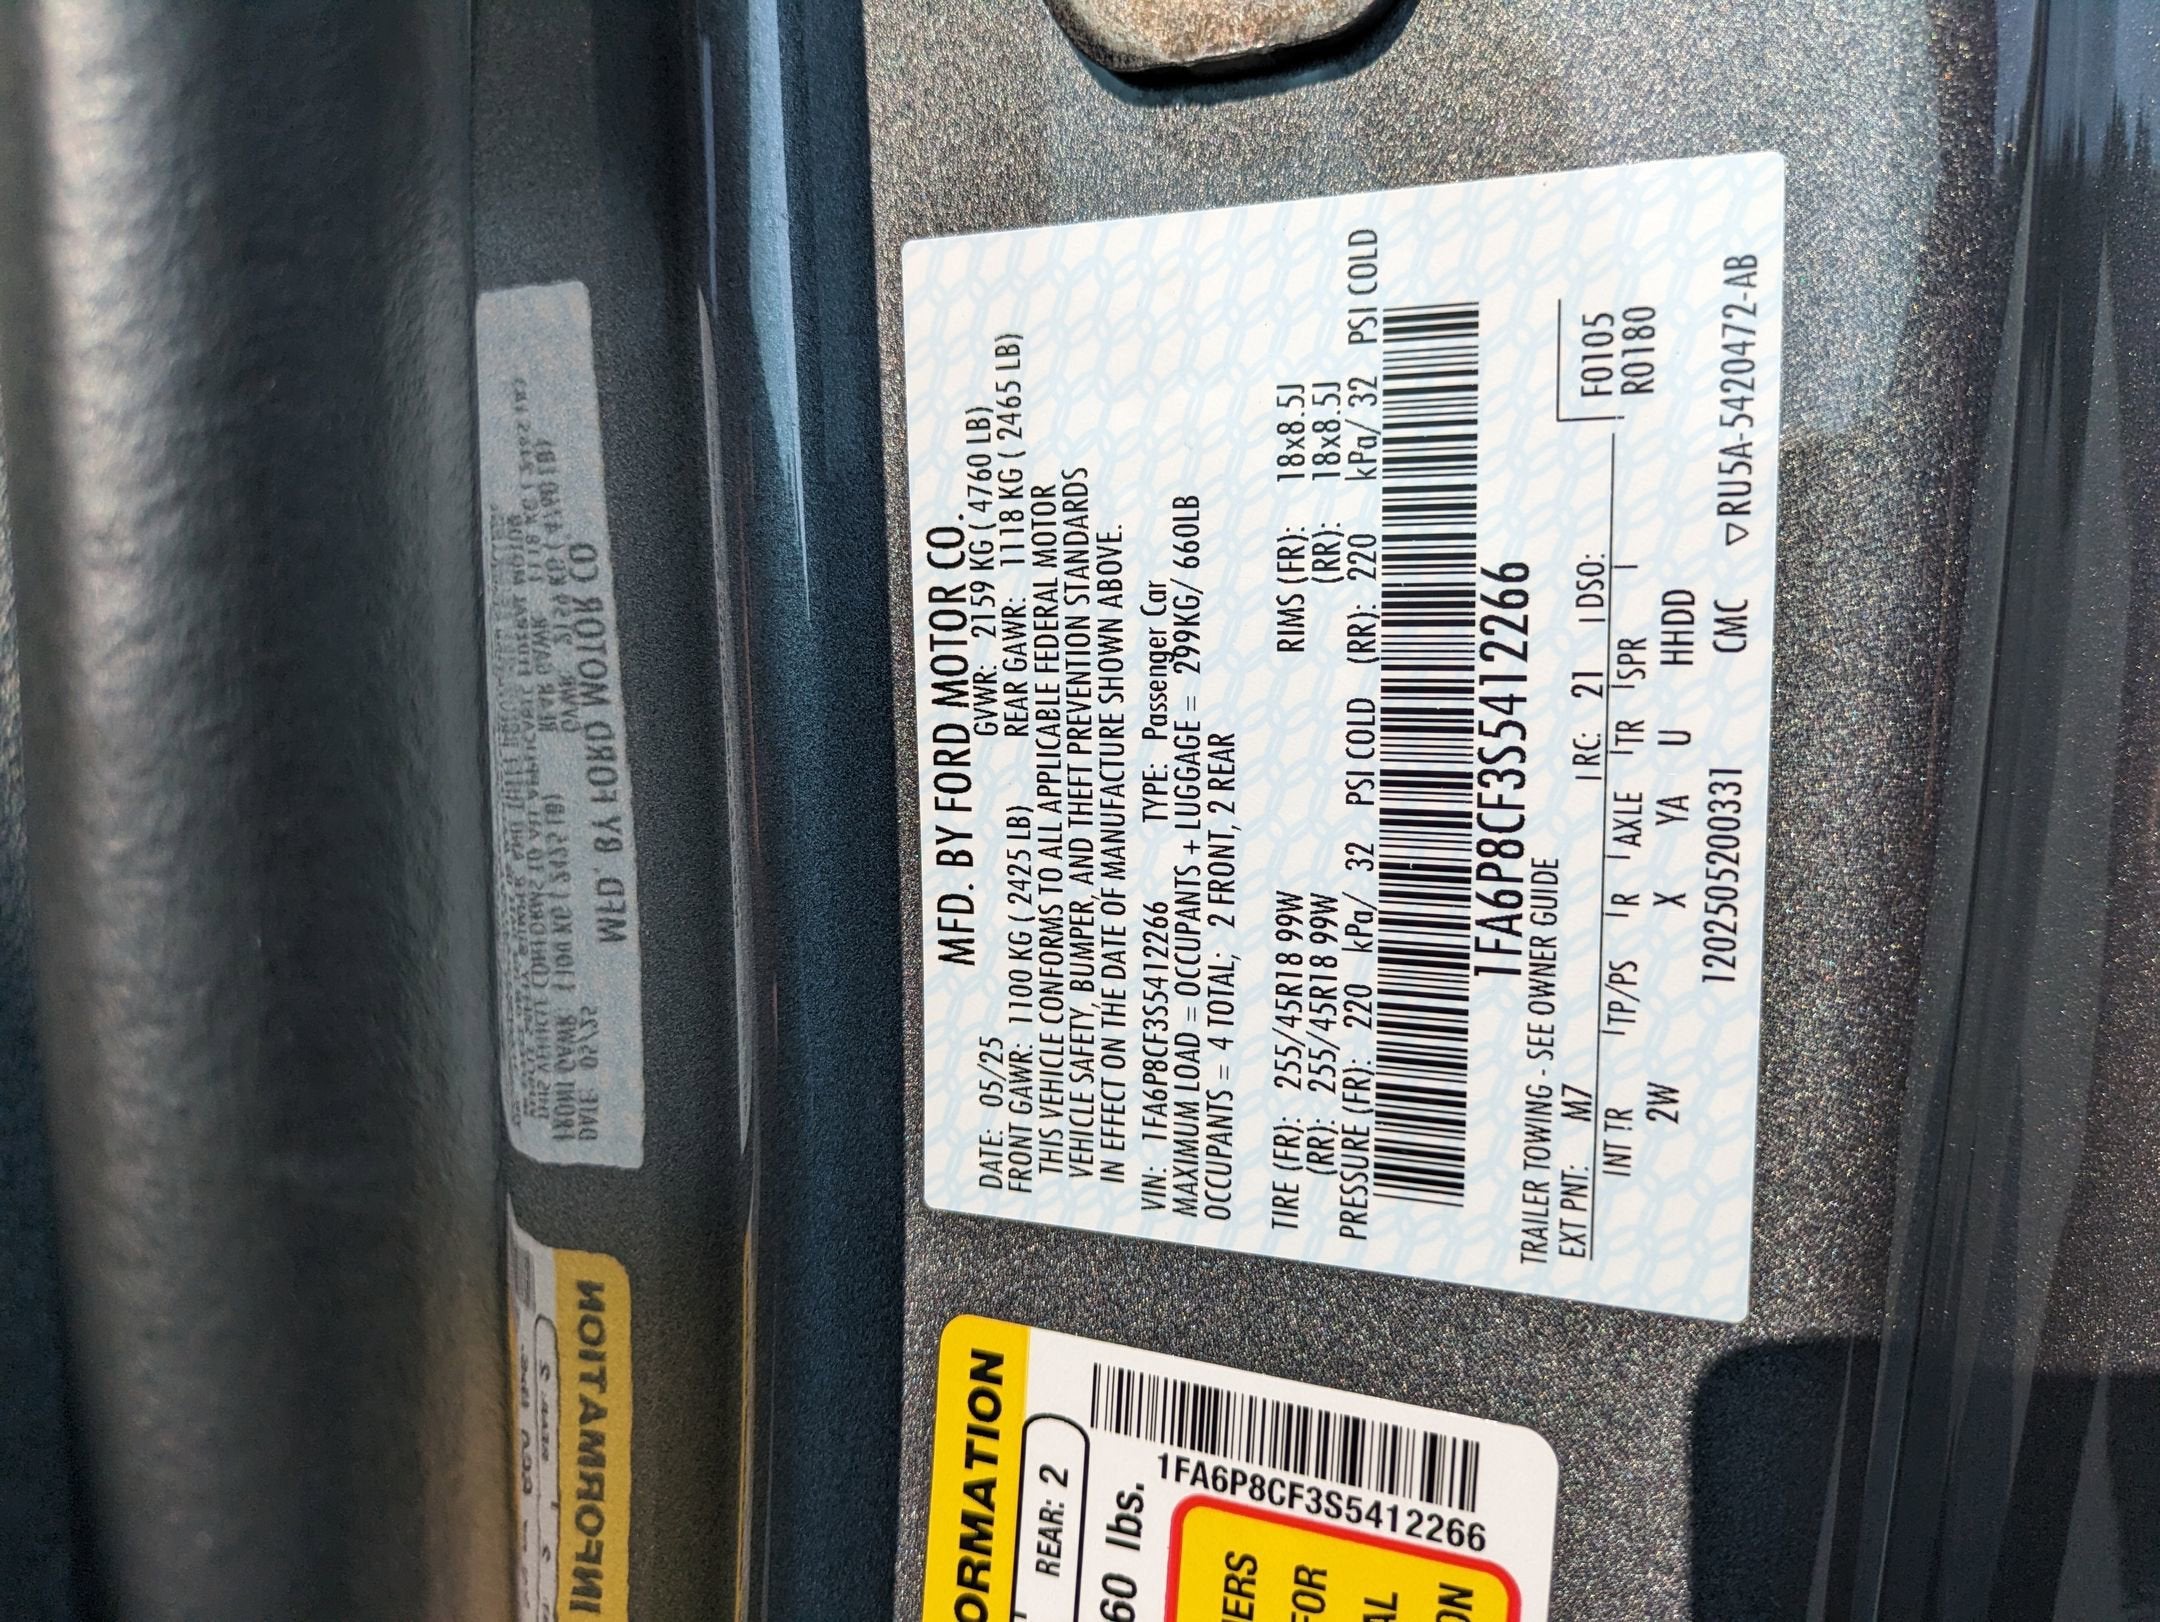 MFD. BY FORD MOTOR CO.
DATE: 05/25 GVWR: 2159 KG ( 4760 LB)
FRONT GAWR: 1100 KG ( 2425 LB) REAR GAWR: 1118 KG ( 2465 LB)
THIS VEHICLE CONFORMS TO ALL APPLICABLE FEDERAL MOTOR
VEHICLE SAFETY, BUMPER, AND THEFT PREVENTION STANDARDS
IN EFFECT ON THE DATE OF MANUFACTURE SHOWN ABOVE.
VIN: 1FA6P8CF3S5412266 TYPE: Passenger Car
MAXIMUM LOAD = OCCUPANTS + LUGGAGE = 299KG/ 660LB
OCCUPANTS = 4 TOTAL; 2 FRONT, 2 REAR
TIRE (FR): 255/45R18 99W RIMS (FR): 18x8.5J
(RR): 255/45R18 99W (RR): 18x8.5J
PRESSURE (FR): 220 kPa/ 32 PSI COLD (RR): 220 kPa/ 32 PSI COLD
1FA6P8CF3S5412266
TRAILER TOWING - SEE OWNER GUIDE
EXT PNT: M7 RC: 21 DSO: F0105
R0180
INT TR TP/PS R AXLE TR SPR
2W X YA U HHDD
1202505200331 CMC ▽RU5A-5420472-AB
ORMATION
REAR: 2
60 lbs.
1FA6P8CF3S5412266
ERS
FOR
AL
ON
MFD. BY FORD MOTOR CO
INFORMATION